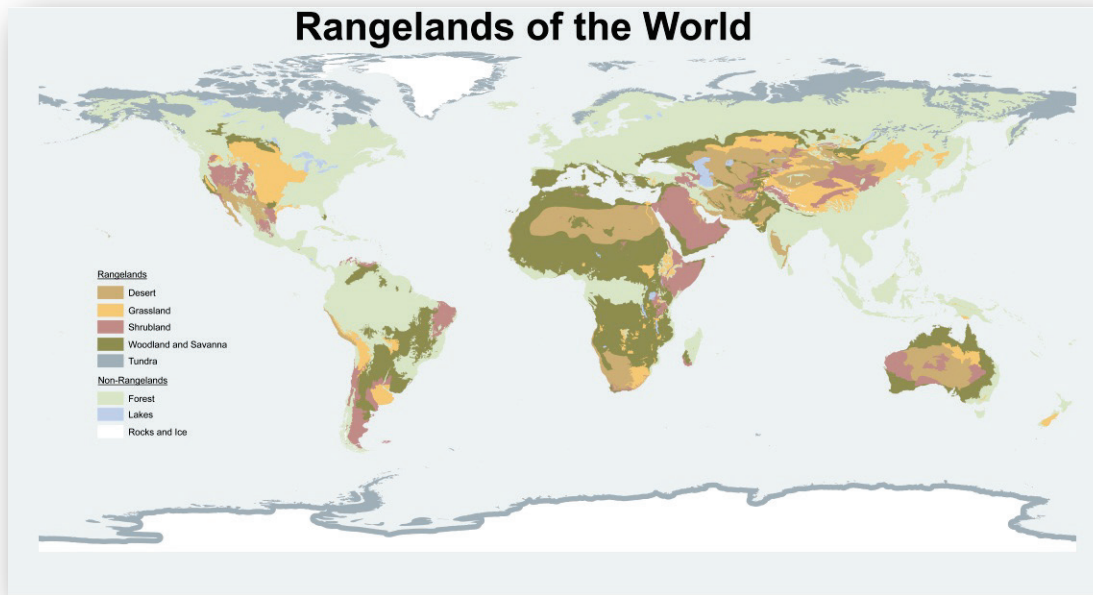 Rangelands of the World
Rangelands
Desert
Grassland
Shrubland
Woodland and Savanna
Tundra
Non-Rangelands
Forest
Lakes
Rocks and Ice